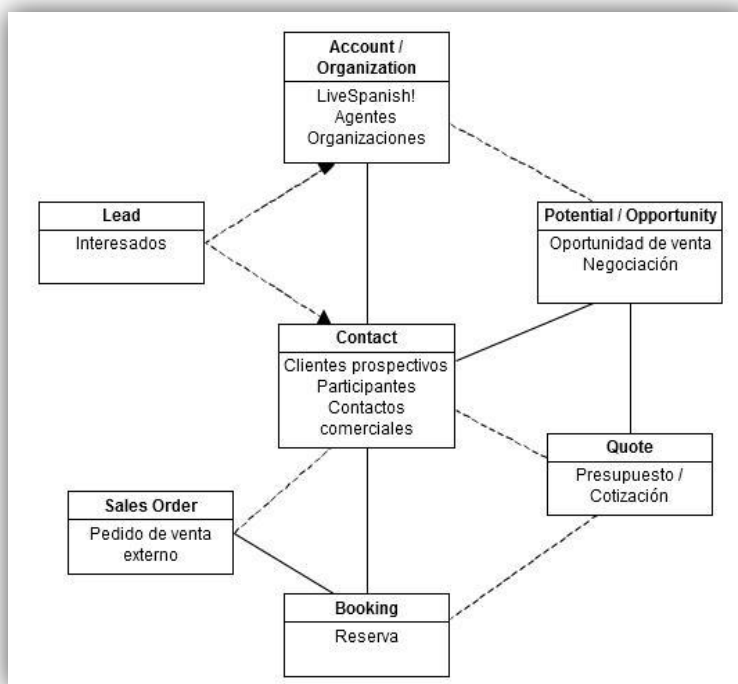 Account /
Organization
LiveSpanish!
Agentes
Organizaciones
Lead
Interesados
Potential / Opportunity
Oportunidad de venta
Negociación
Contact
Clientes prospectivos
Participantes
Contactos
comerciales
Quote
Presupuesto /
Cotización
Sales Order
Pedido de venta
externo
Booking
Reserva